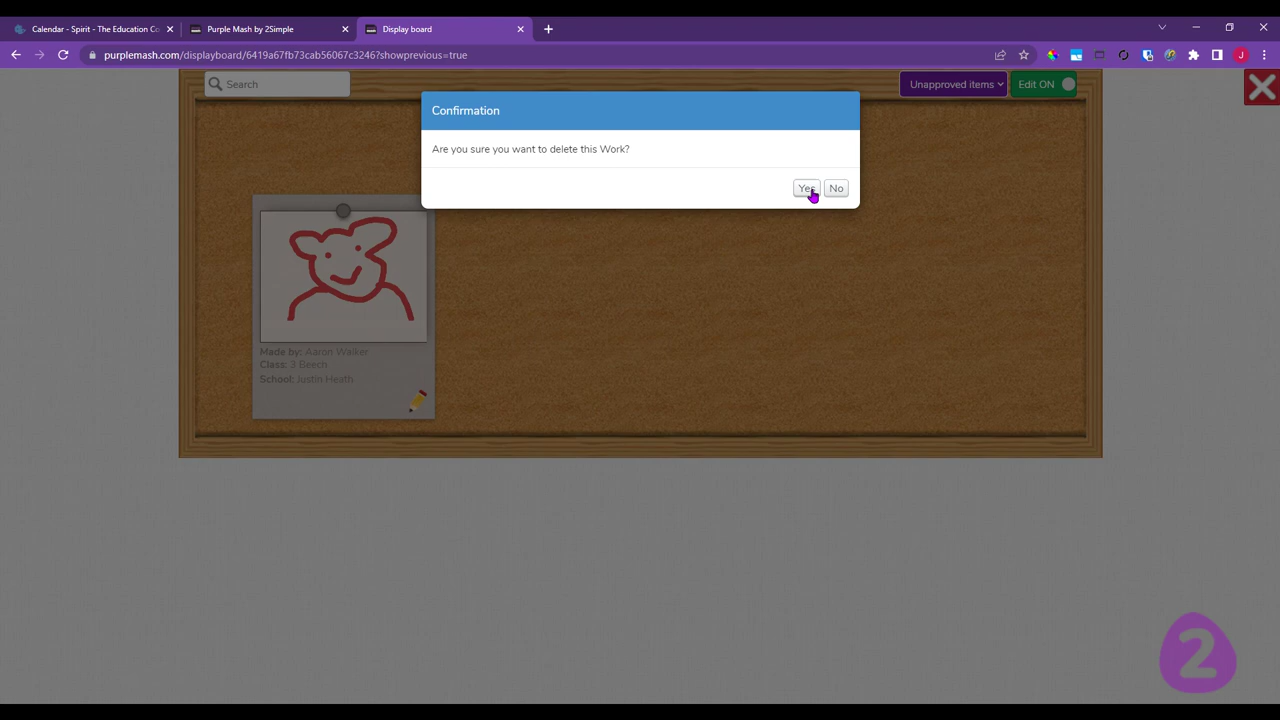 Calendar - Spirit - The Education Co
Purple Mash by 2Simple
Display board
purplemash.com/displayboard/6419a67fb73cab56067c3246?showprevious=true
J
Search
Unapproved items
Edit ON
Confirmation
Are you sure you want to delete this Work?
Yes
No
Made by: Aaron Walker
Class: 3 Beech
School: Justin Heath
2